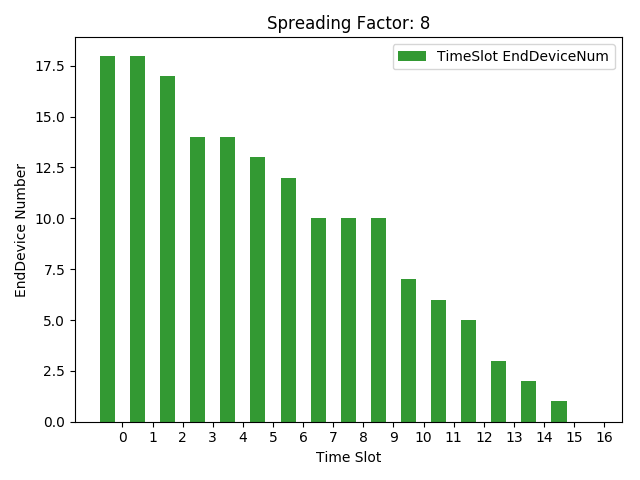 Spreading Factor: 8
TimeSlot EndDeviceNum
EndDevice Number
17.5
15.0
12.5
10.0
7.5
5.0
2.5
0.0
0 1 2 3 4 5 6 7 8 9 10 11 12 13 14 15 16
Time Slot